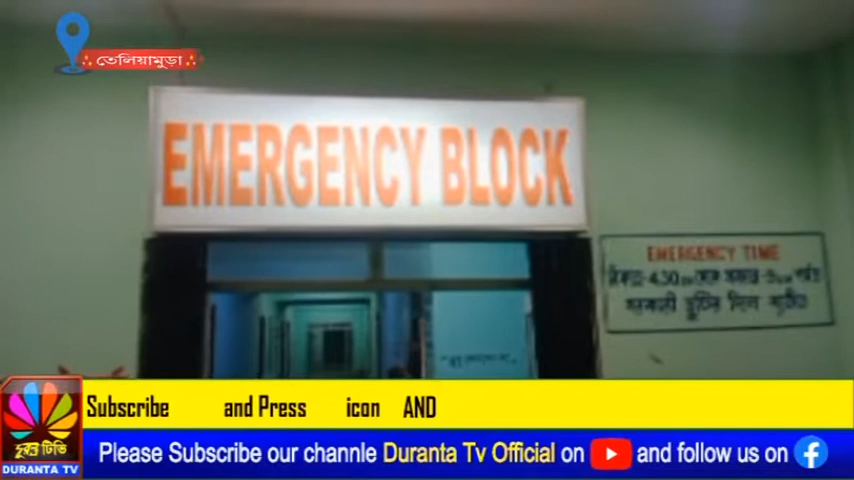 তেলিয়ামুড়া
EMERGENCY BLOCK
EMERGENCY TIME
সরকারী ছুটির দিন ব্যতীত
Subscribe and Press icon AND
দুরন্ত টিভি
DURANTA TV
Please Subscribe our channle Duranta Tv Official on and follow us on